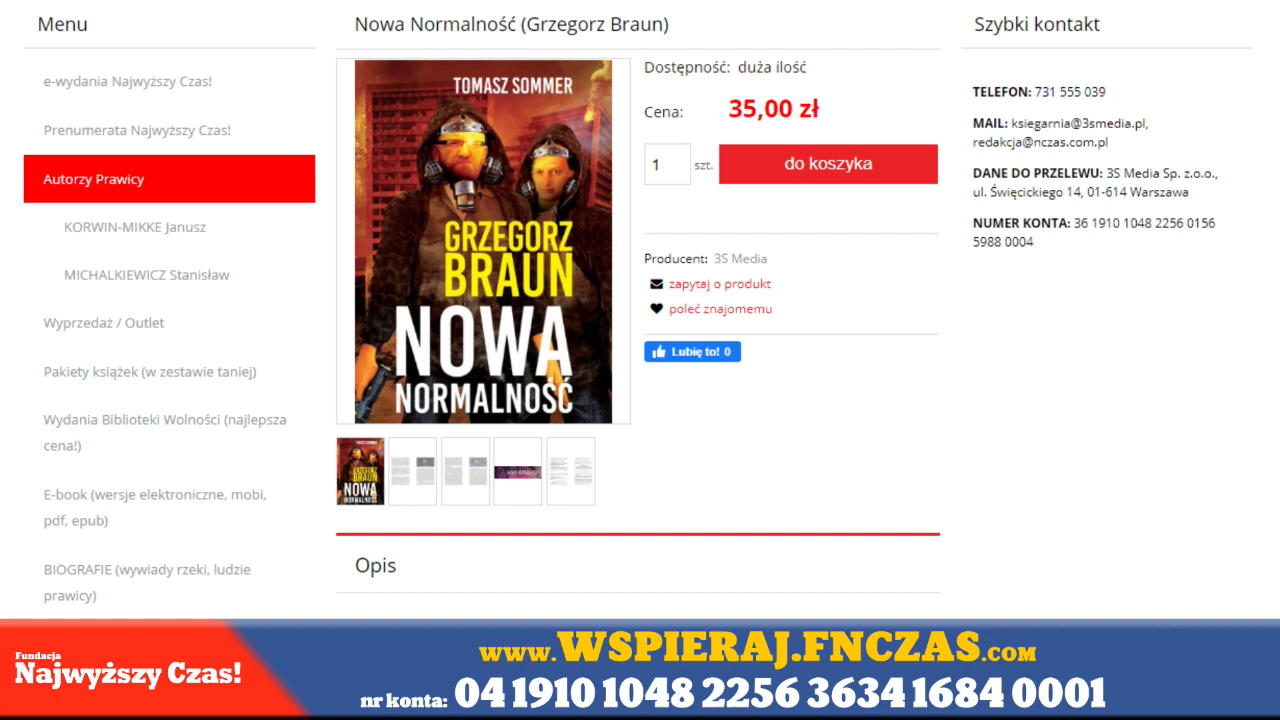 Menu
e-wydania Najwyższy Czas!
Prenumerata Najwyższy Czas!
Autorzy Prawicy
KORWIN-MIKKE Janusz
MICHALKIEWICZ Stanisław
Wyprzedaż / Outlet
Pakiety książek (w zestawie taniej)
Wydania Biblioteki Wolności (najlepsza
cena!)
E-book (wersje elektroniczne, mobi,
pdf, epub)
BIOGRAFIE (wywiady rzeki, ludzie
prawicy)
Nowa Normalność (Grzegorz Braun)
TOMASZ SOMMER
GRZEGORZ
BRAUN
NOWA
NORMALNOŚĆ
Dostępność: duża ilość
Cena: 35,00 zł
1 szt. do koszyka
Producent: 3S Media
zapytaj o produkt
poleć znajomemu
Lubię to! 0
Opis
Szybki kontakt
TELEFON: 731 555 039
MAIL: ksiegarnia@3smedia.pl,
redakcja@nczas.com.pl
DANE DO PRZELEWU: 3S Media Sp. z.o.o.,
ul. Święcickiego 14, 01-614 Warszawa
NUMER KONTA: 36 1910 1048 2256 0156
5988 0004
Fundacja
Najwyższy Czas!
www.WSPIERAJ.FNCZAS.COM
nr konta: 04 1910 1048 2256 3634 1684 0001